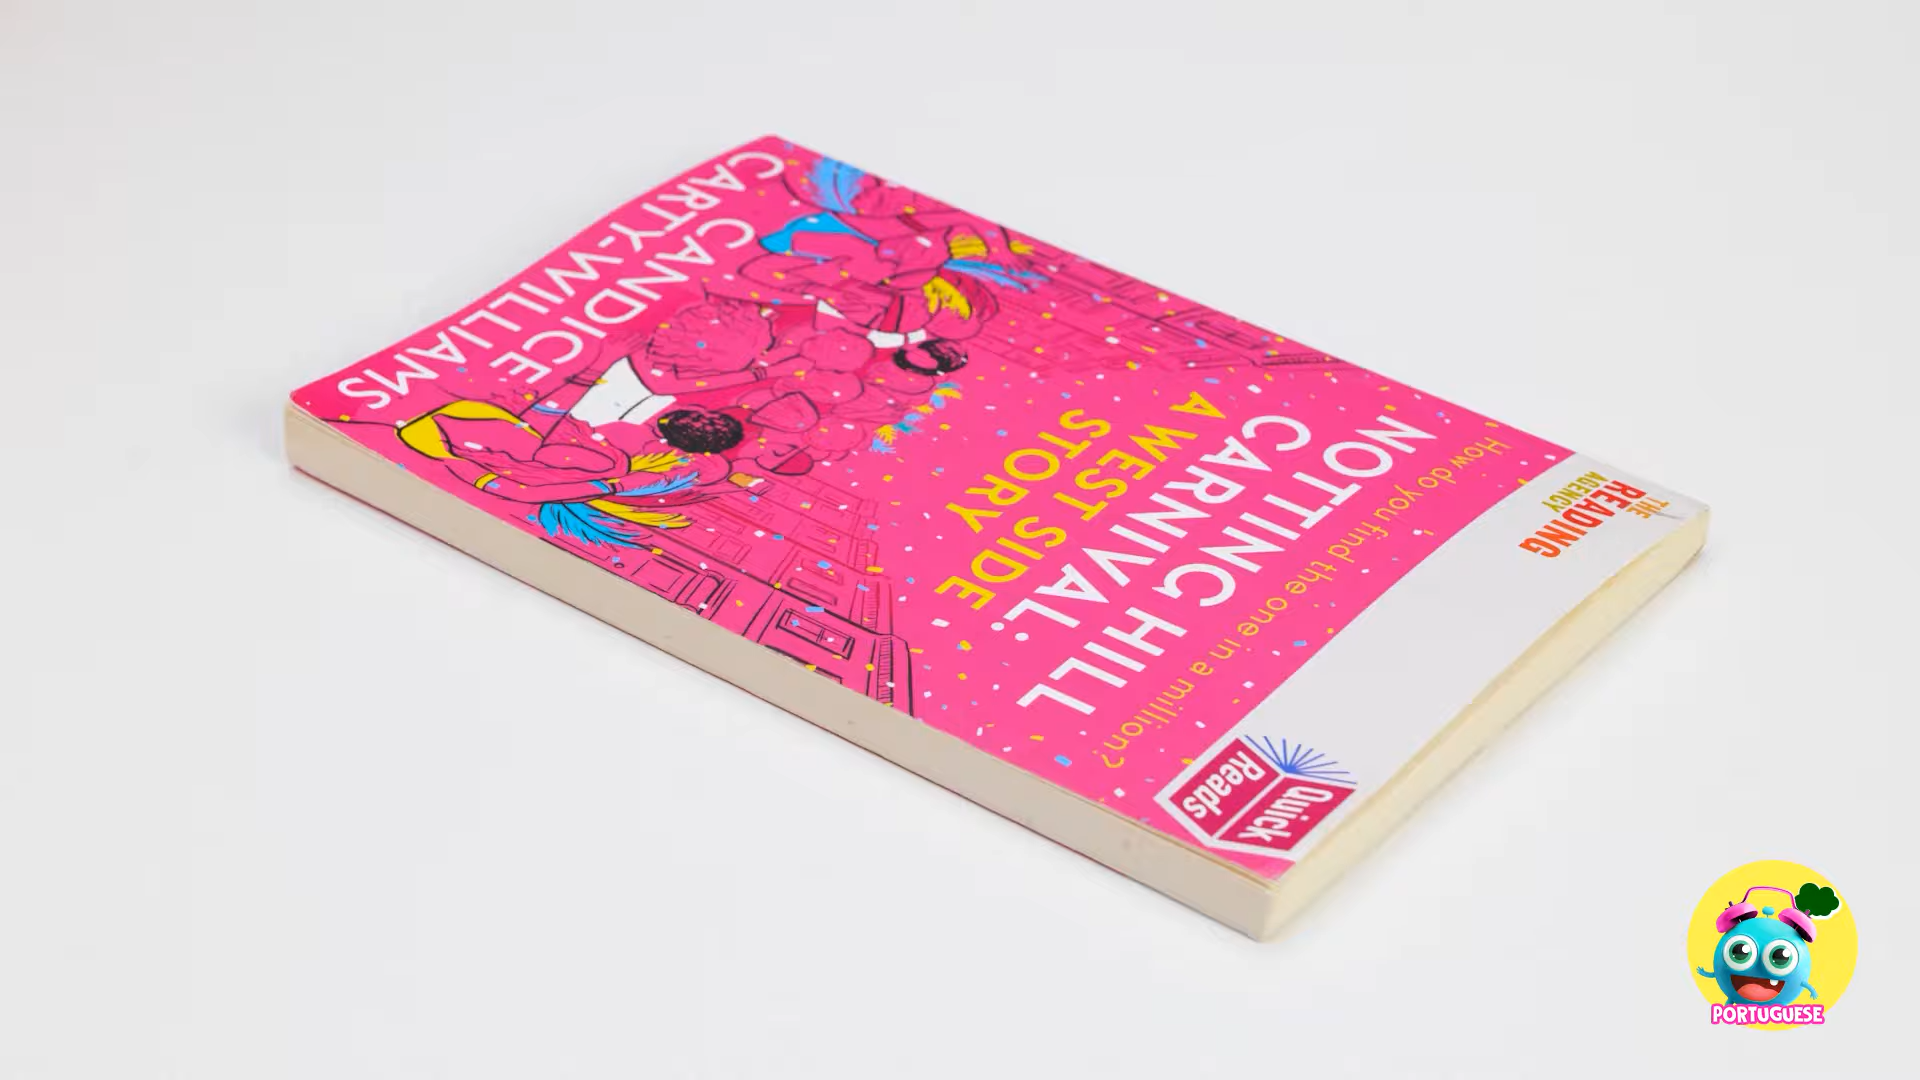 THE
READING
AGENCY
Quick
Reads
How do you find the one in a million?
NOTTING HILL
CARNIVAL:
A WEST SIDE
STORY
CANDICE
CARTY-WILLIAMS
PORTUGUESE